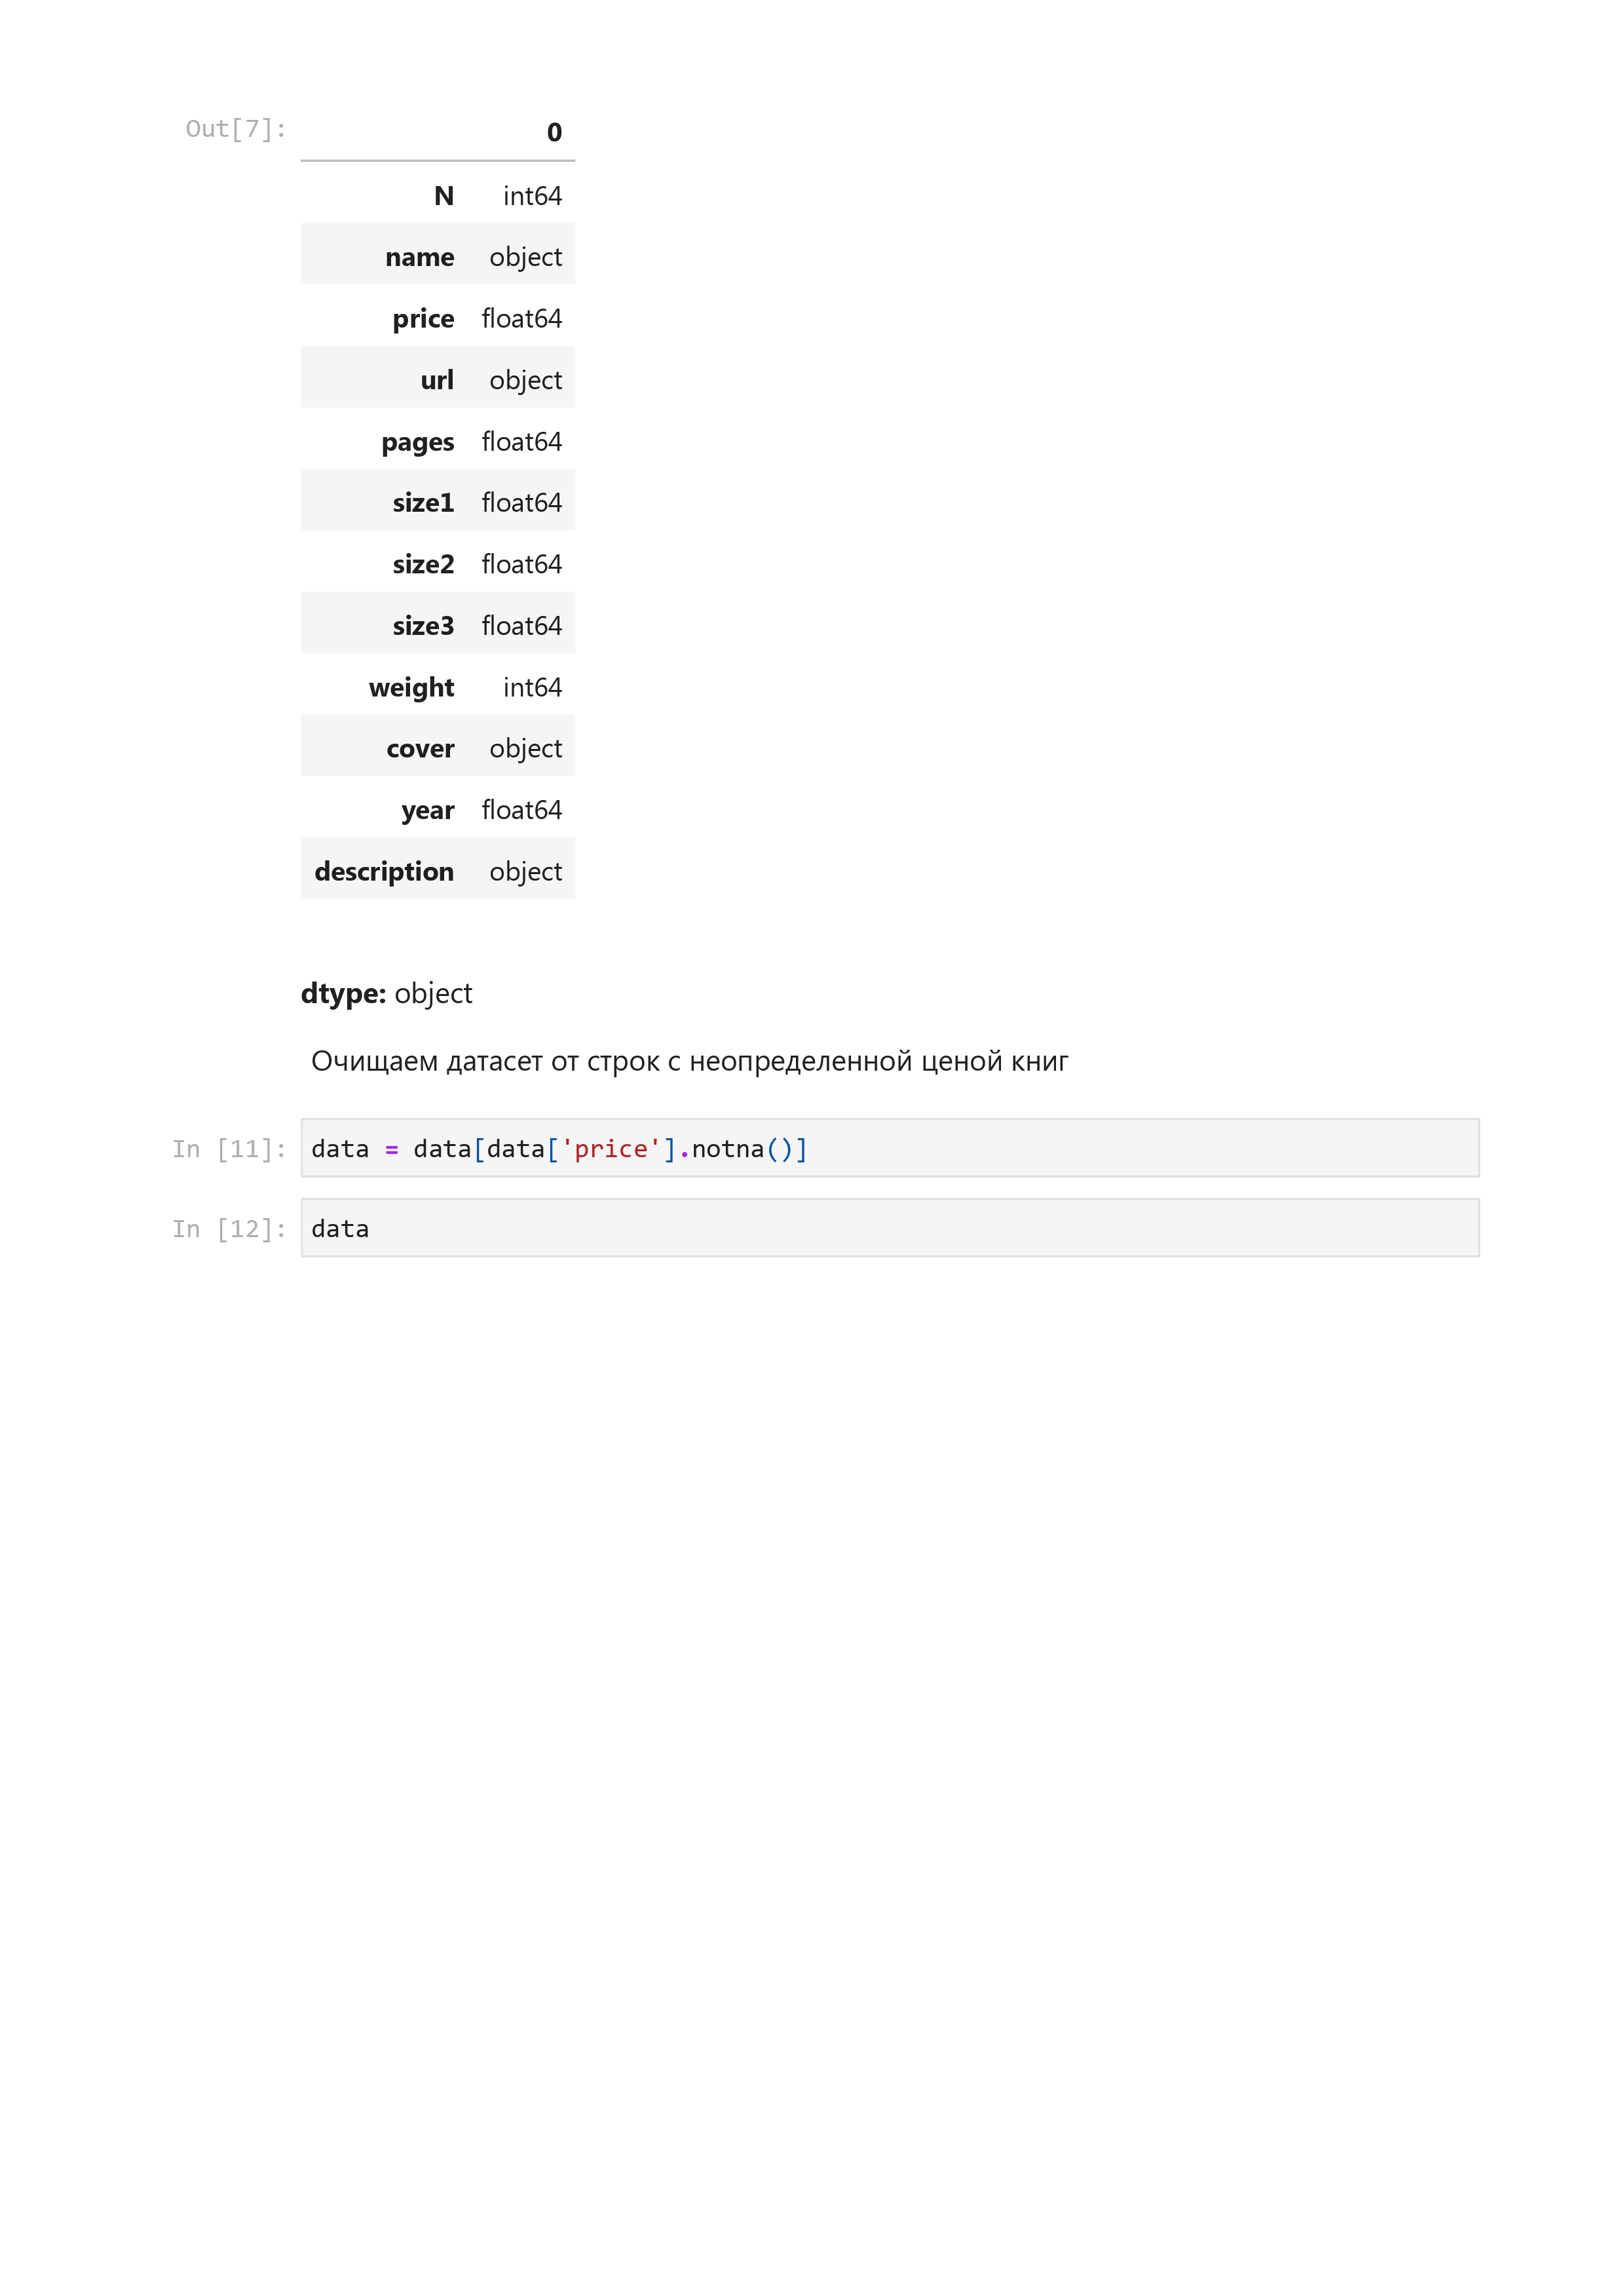 Out[7]: 0
N int64
name object
price float64
url object
pages float64
size1 float64
size2 float64
size3 float64
weight int64
cover object
year float64
description object
dtype: object
Очищаем датасет от строк с неопределенной ценой книг
In [11]: data = data[data['price'].notna()]
In [12]: data